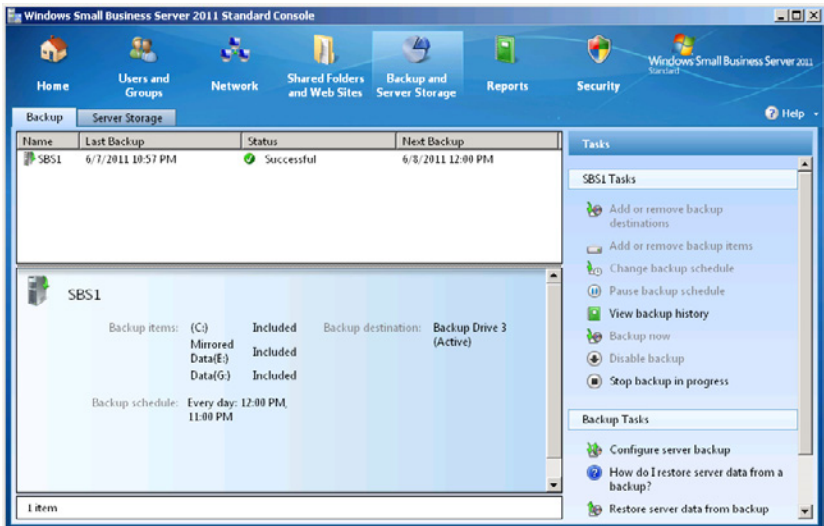 Windows Small Business Server 2011 Standard Console
Home
Users and
Groups
Network
Shared Folders
and Web Sites
Backup and
Server Storage
Reports
Security
Windows Small Business Server 2011
Standard
Backup
Server Storage
Help
Name
Last Backup
Status
Next Backup
SBS1
6/7/2011 10:57 PM
Successful
6/8/2011 12:00 PM
SBS1
Backup items:
(C:)
Included
Mirrored
Data(E:)
Included
Data(G:)
Included
Backup destination:
Backup Drive 3
(Active)
Backup schedule:
Every day: 12:00 PM,
11:00 PM
1 item
Tasks
SBS1 Tasks
Add or remove backup
destinations
Add or remove backup items
Change backup schedule
Pause backup schedule
View backup history
Backup now
Disable backup
Stop backup in progress
Backup Tasks
Configure server backup
How do I restore server data from a
backup?
Restore server data from backup